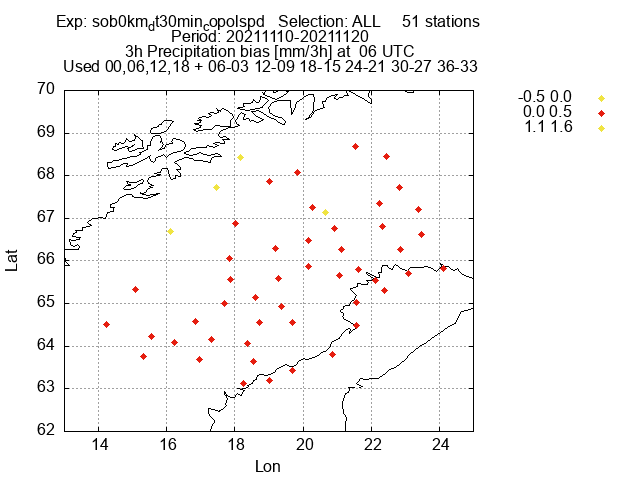 Exp: sob0km_dt30min_copolspd   Selection: ALL     51 stations
Period: 20211110-20211120
3h Precipitation bias [mm/3h] at  06 UTC
Used 00,06,12,18 + 06-03 12-09 18-15 24-21 30-27 36-33
-0.5 0.0
0.0 0.5
1.1 1.6
70
69
68
67
66
65
64
63
62
Lat
14 16 18 20 22 24
Lon